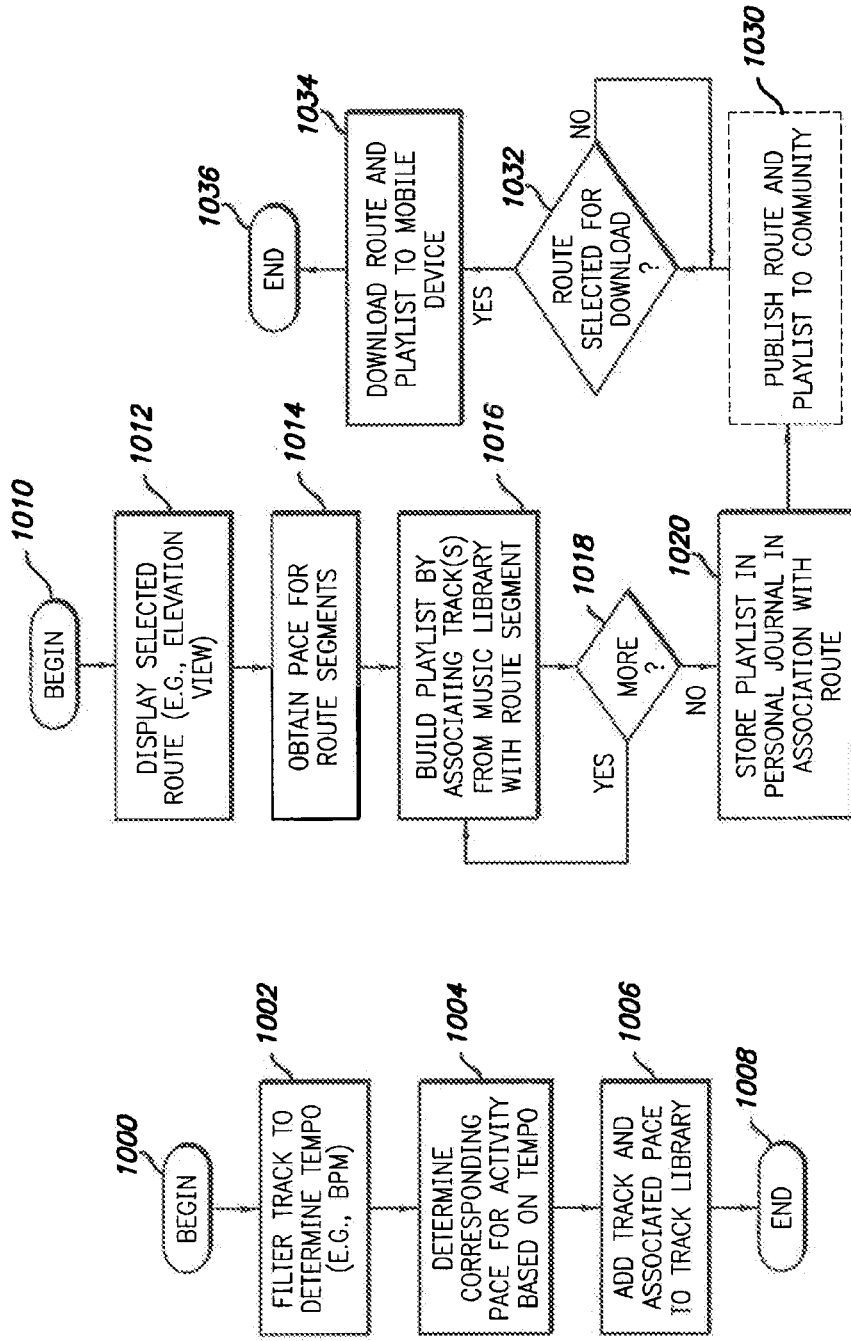 1000
BEGIN
1002
FILTER TRACK TO
DETERMINE TEMPO
(E.G., BPM)
1004
DETERMINE
CORRESPONDING
PACE FOR ACTIVITY
BASED ON TEMPO
1006
ADD TRACK AND
ASSOCIATED PACE
TO TRACK LIBRARY
1008
END
1010
BEGIN
1012
DISPLAY SELECTED
ROUTE (E.G., ELEVATION
VIEW)
1014
OBTAIN PACE FOR
ROUTE SEGMENTS
1016
BUILD PLAYLIST BY
ASSOCIATING TRACK(S)
FROM MUSIC LIBRARY
WITH ROUTE SEGMENT
1018
MORE
?
YES
NO
1020
STORE PLAYLIST IN
PERSONAL JOURNAL IN
ASSOCIATION WITH
ROUTE
1030
PUBLISH ROUTE AND
PLAYLIST TO COMMUNITY
1032
ROUTE
SELECTED FOR
DOWNLOAD
?
NO
YES
1034
DOWNLOAD ROUTE AND
PLAYLIST TO MOBILE
DEVICE
1036
END